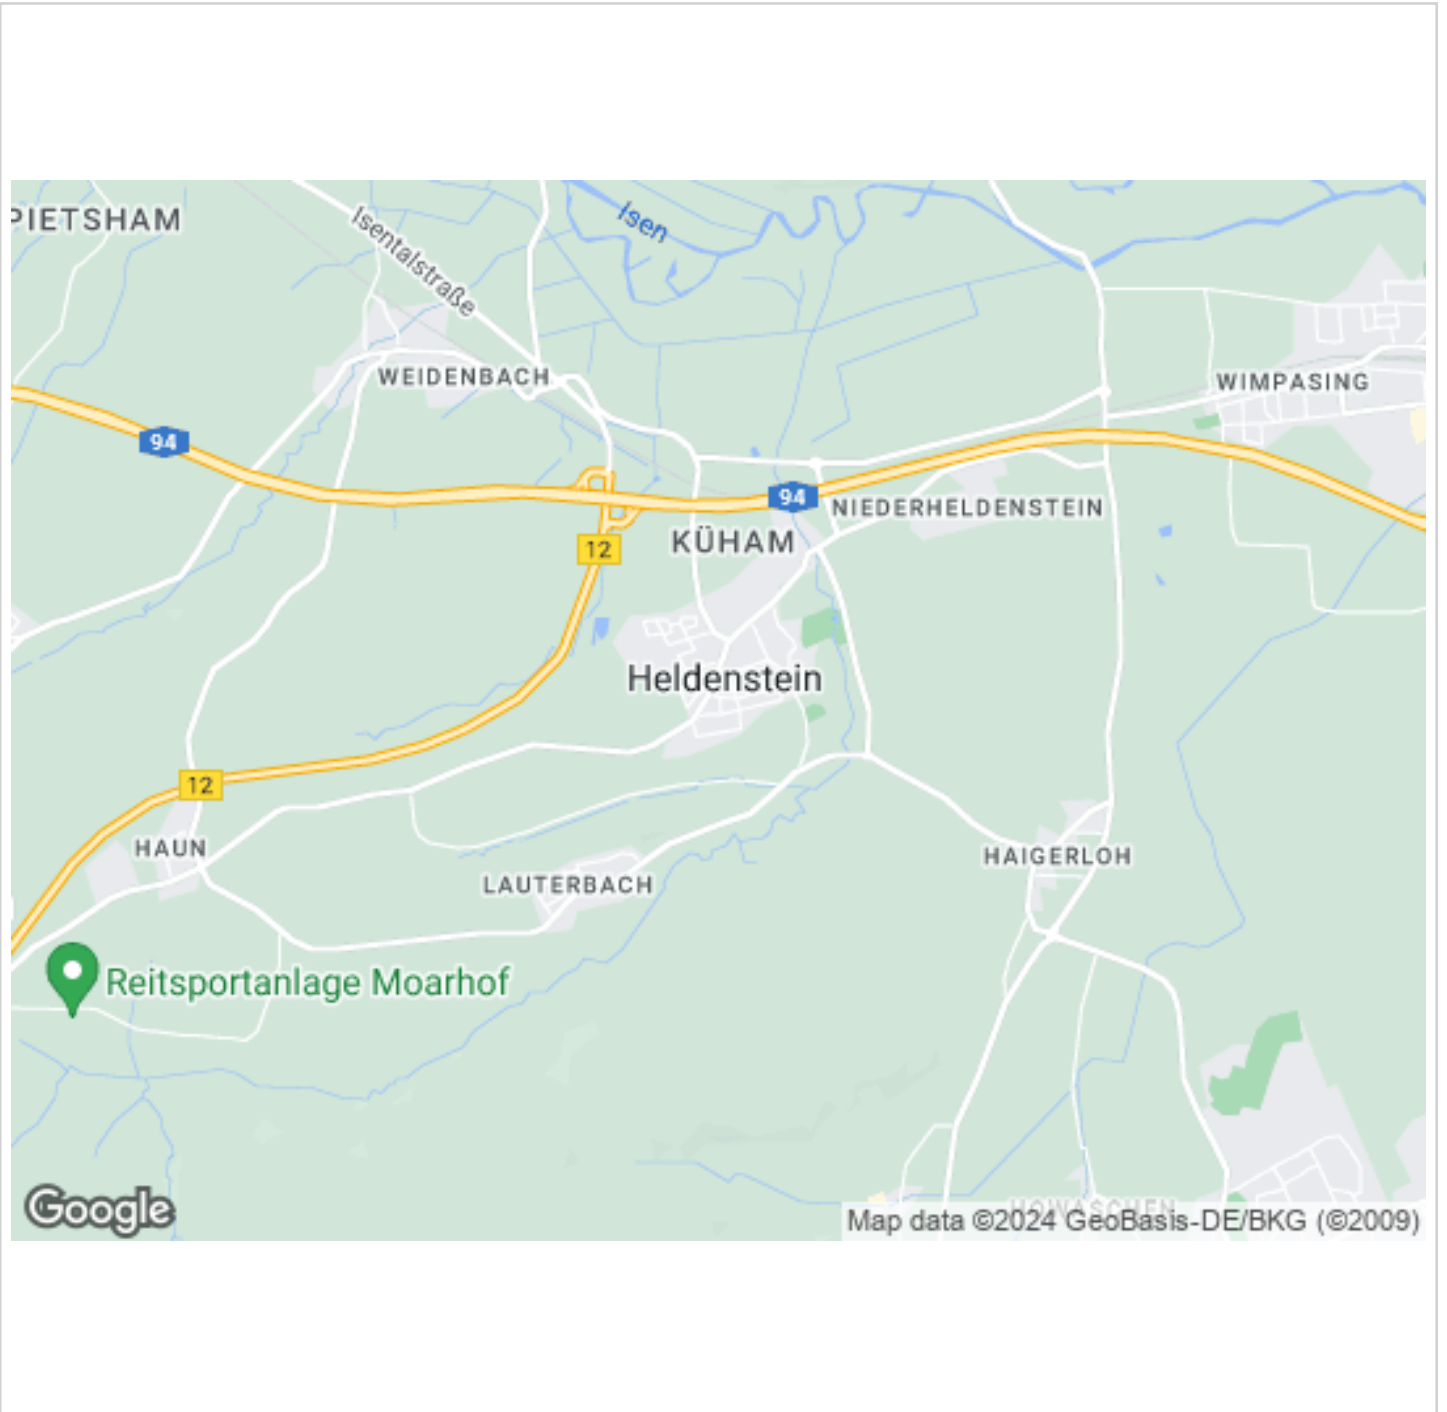 PIETSHAM
Isentalstraße
Isen
WEIDENBACH
WIMPASING
94
94
NIEDERHELDENSTEIN
KÜHAM
12
Heldenstein
12
HAUN
HAIGERLOH
LAUTERBACH
Reitsportanlage Moarhof
HOWASCHEN
Google
Map data ©2024 GeoBasis-DE/BKG (©2009)